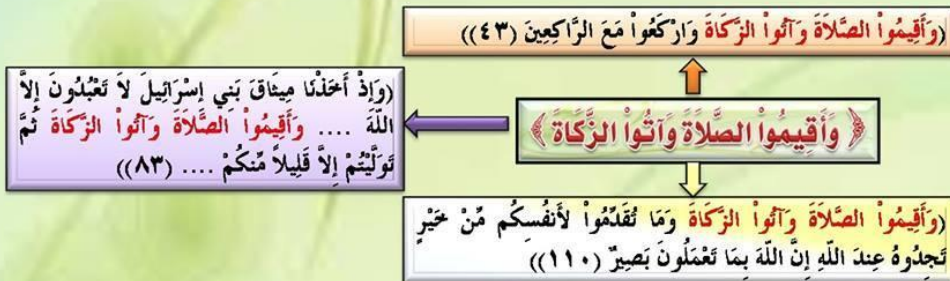 (وَأَقِيمُواْ الصَّلاَةَ وَآتُواْ الزَّكَاةَ وَارْكَعُواْ مَعَ الرَّاكِعِينَ (٤٣))
﴿ وَأَقِيمُواْ الصَّلاَةَ وَآتُواْ الزَّكَاةَ ﴾
(وَإِذْ أَخَذْنَا مِيثَاقَ بَنِي إِسْرَائِيلَ لاَ تَعْبُدُونَ إِلاَّ
اللّهَ .... وَأَقِيمُواْ الصَّلاَةَ وَآتُواْ الزَّكَاةَ ثُمَّ
تَوَلَّيْتُمْ إِلاَّ قَلِيلاً مِّنكُمْ .... (٨٣))
(وَأَقِيمُواْ الصَّلاَةَ وَآتُواْ الزَّكَاةَ وَمَا تُقَدِّمُواْ لأَنفُسِكُم مِّنْ خَيْرٍ
تَجِدُوهُ عِندَ اللّهِ إِنَّ اللّهَ بِمَا تَعْمَلُونَ بَصِيرٌ (١١٠))